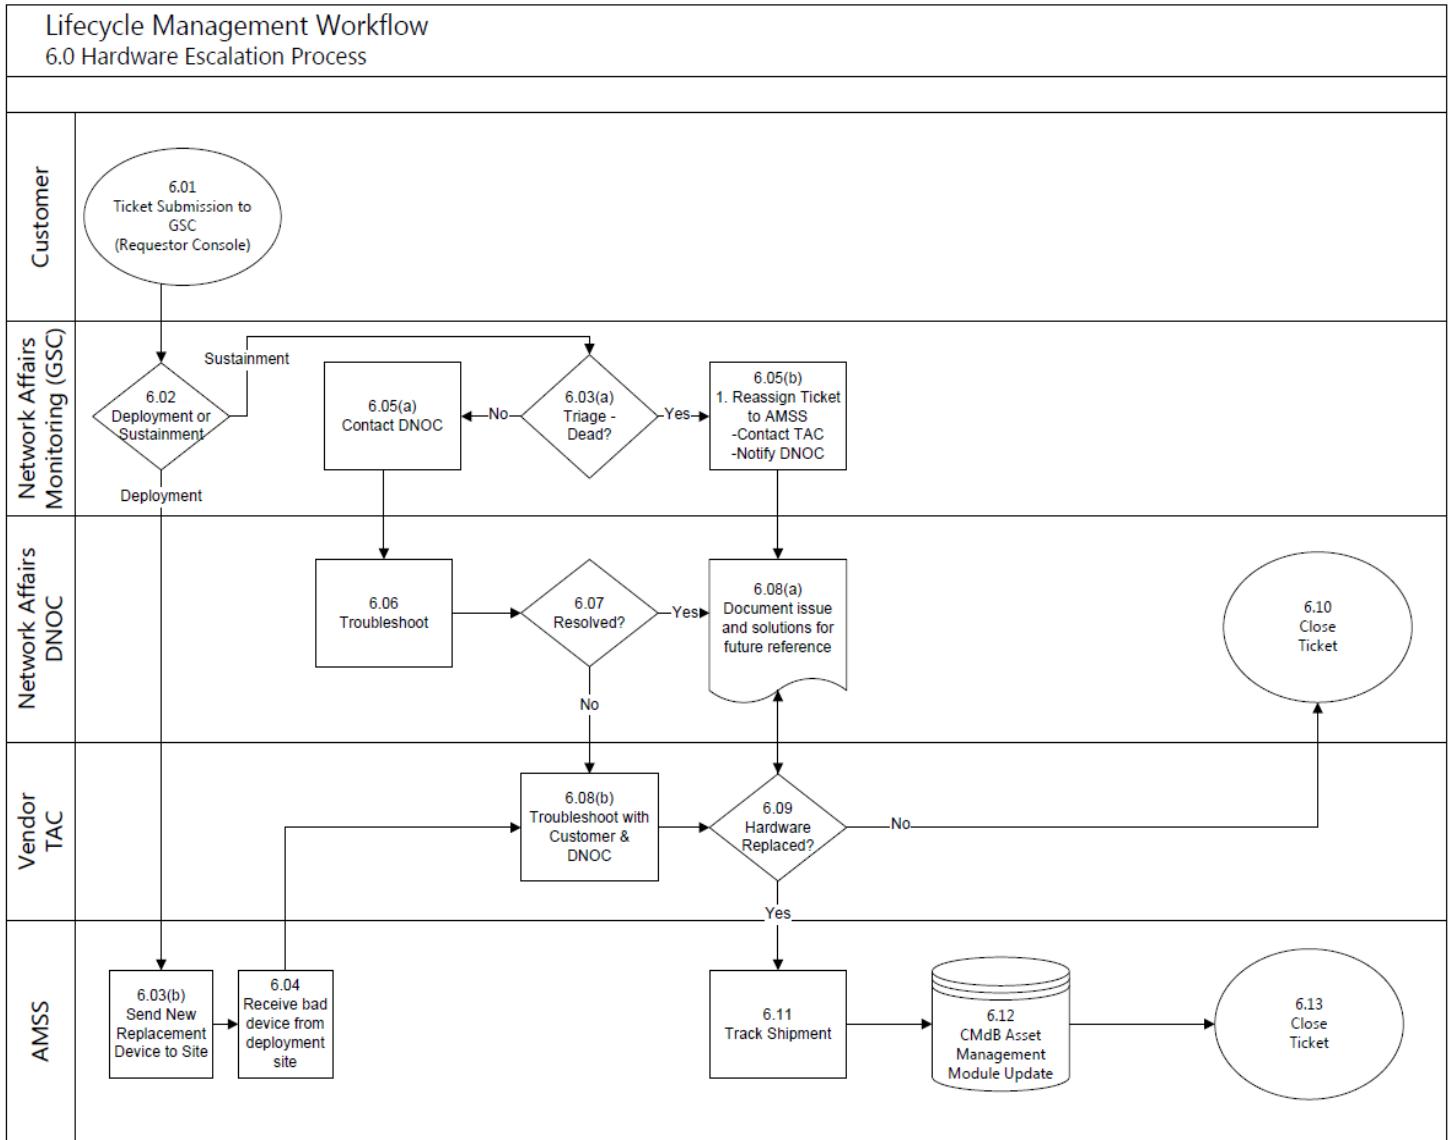 Lifecycle Management Workflow
6.0 Hardware Escalation Process
Customer
6.01
Ticket Submission to
GSC
(Requestor Console)
Network Affairs
Monitoring (GSC)
6.02
Deployment or
Sustainment
Sustainment
Deployment
6.05(a)
Contact DNOC
No
6.03(a)
Triage -
Dead?
Yes
6.05(b)
1. Reassign Ticket
to AMSS
-Contact TAC
-Notify DNOC
Network Affairs
DNOC
6.06
Troubleshoot
6.07
Resolved?
Yes
No
6.08(a)
Document issue
and solutions for
future reference
6.10
Close
Ticket
Vendor
TAC
6.08(b)
Troubleshoot with
Customer &
DNOC
6.09
Hardware
Replaced?
No
Yes
AMSS
6.03(b)
Send New
Replacement
Device to Site
6.04
Receive bad
device from
deployment
site
6.11
Track Shipment
6.12
CMdB Asset
Management
Module Update
6.13
Close
Ticket